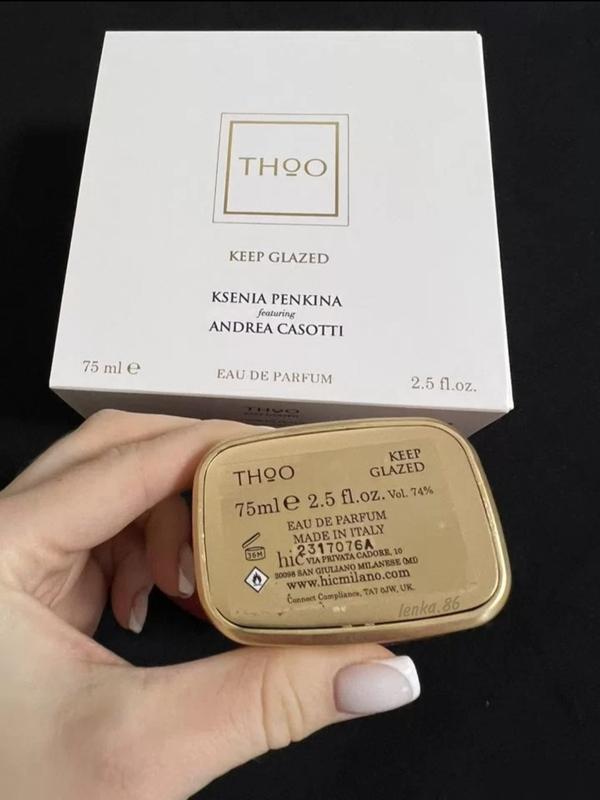 THOO
KEEP GLAZED
KSENIA PENKINA
featuring
ANDREA CASOTTI
75 ml ℮
EAU DE PARFUM
2.5 fl.oz.
THOO
THOO
KEEP
GLAZED
75ml ℮ 2.5 fl.oz. Vol. 74%
EAU DE PARFUM
MADE IN ITALY
2317076A
36M
hic VIA PRIVATA CADORE, 10
20098 SAN GIULIANO MILANESE (MI)
www.hicmilano.com
Connect Compliance, TA7 0JW, UK.
lenka.86